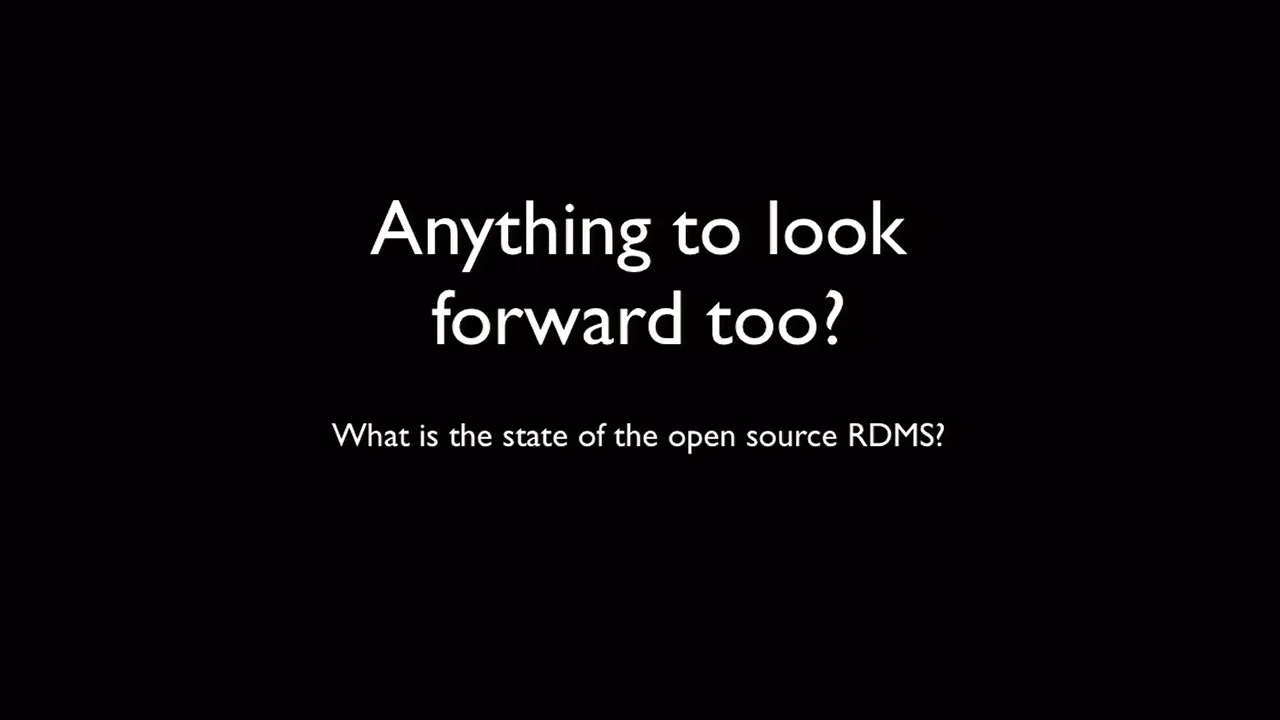 Anything to look
forward too?
What is the state of the open source RDMS?